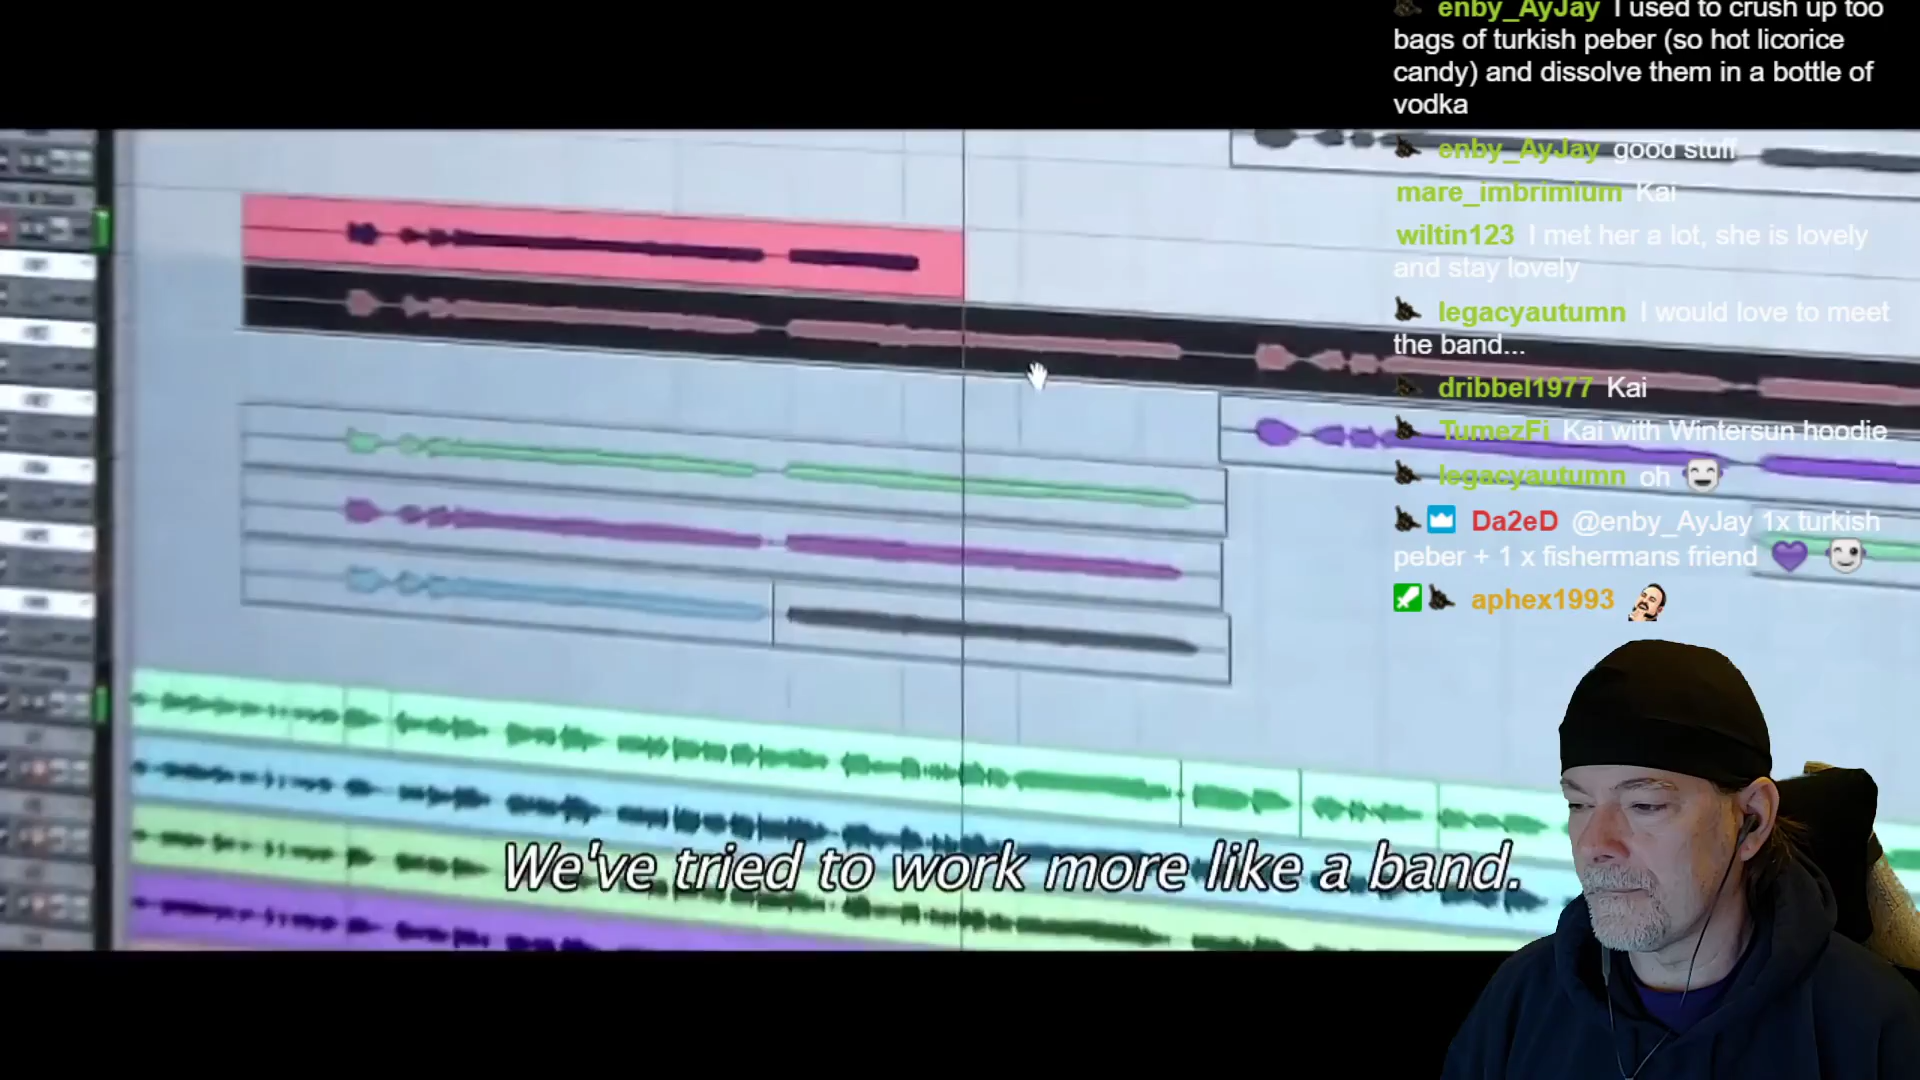 enby_AyJay I used to crush up too
bags of turkish peber (so hot licorice
candy) and dissolve them in a bottle of
vodka
enby_AyJay good stuff
mare_imbrimium Kai
wiltin123 I met her a lot, she is lovely
and stay lovely
legacyautumn I would love to meet
the band...
dribbel1977 Kai
TumezFi Kai with Wintersun hoodie
legacyautumn oh
Da2eD @enby_AyJay 1x turkish
peber + 1 x fishermans friend
aphex1993
We've tried to work more like a band.